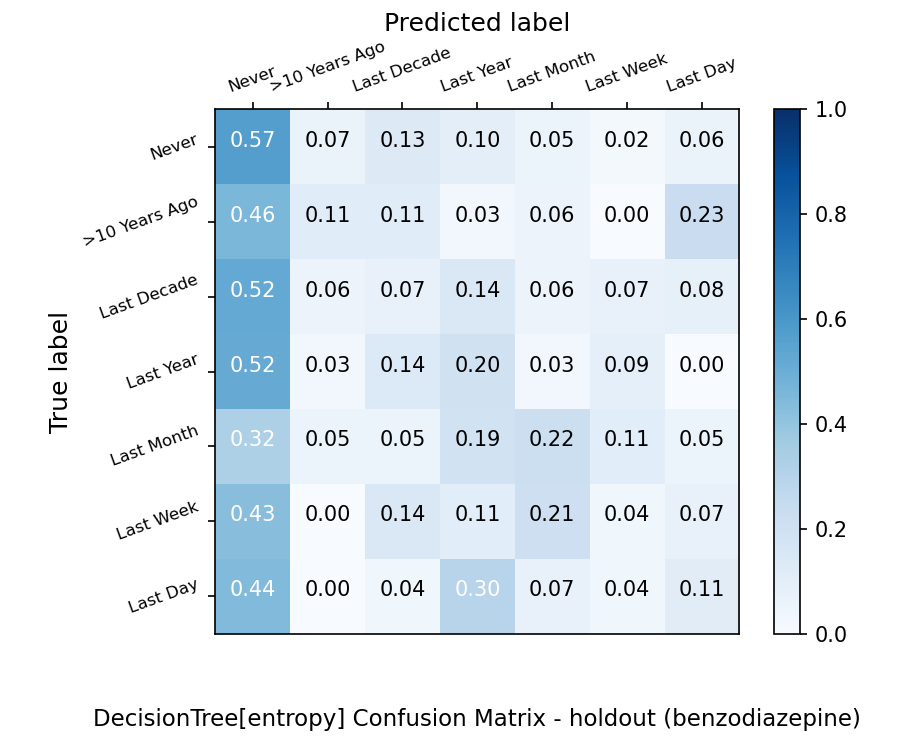 Predicted label
Never >10 Years Ago Last Decade Last Year Last Month Last Week Last Day
True label
Never 0.57 0.07 0.13 0.10 0.05 0.02 0.06
>10 Years Ago 0.46 0.11 0.11 0.03 0.06 0.00 0.23
Last Decade 0.52 0.06 0.07 0.14 0.06 0.07 0.08
Last Year 0.52 0.03 0.14 0.20 0.03 0.09 0.00
Last Month 0.32 0.05 0.05 0.19 0.22 0.11 0.05
Last Week 0.43 0.00 0.14 0.11 0.21 0.04 0.07
Last Day 0.44 0.00 0.04 0.30 0.07 0.04 0.11
1.0
0.8
0.6
0.4
0.2
0.0
DecisionTree[entropy] Confusion Matrix - holdout (benzodiazepine)